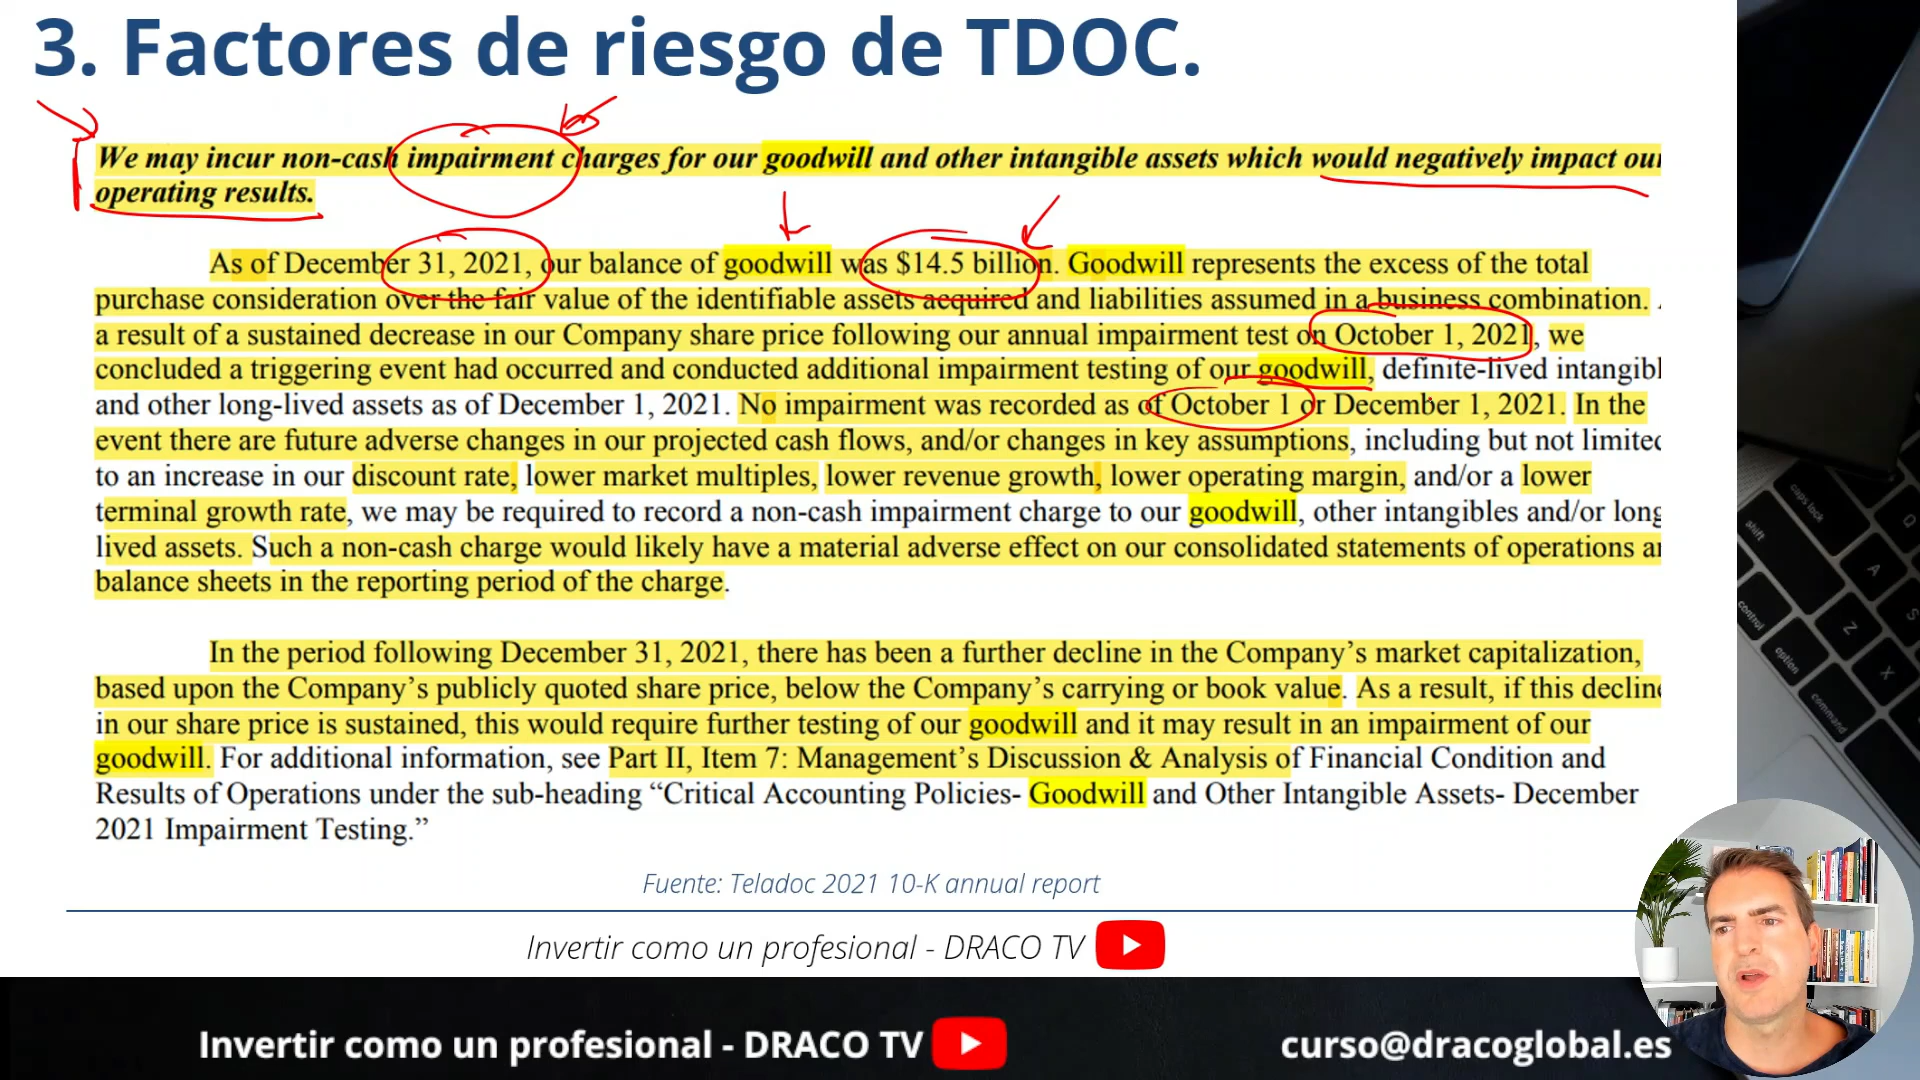 3. Factores de riesgo de TDOC.
We may incur non-cash impairment charges for our goodwill and other intangible assets which would negatively impact our
operating results.
As of December 31, 2021, our balance of goodwill was $14.5 billion. Goodwill represents the excess of the total
purchase consideration over the fair value of the identifiable assets acquired and liabilities assumed in a business combination.
a result of a sustained decrease in our Company share price following our annual impairment test on October 1, 2021, we
concluded a triggering event had occurred and conducted additional impairment testing of our goodwill, definite-lived intangibl
and other long-lived assets as of December 1, 2021. No impairment was recorded as of October 1 or December 1, 2021. In the
event there are future adverse changes in our projected cash flows, and/or changes in key assumptions, including but not limited
to an increase in our discount rate, lower market multiples, lower revenue growth, lower operating margin, and/or a lower
terminal growth rate, we may be required to record a non-cash impairment charge to our goodwill, other intangibles and/or long
lived assets. Such a non-cash charge would likely have a material adverse effect on our consolidated statements of operations an
balance sheets in the reporting period of the charge.
In the period following December 31, 2021, there has been a further decline in the Company’s market capitalization,
based upon the Company’s publicly quoted share price, below the Company’s carrying or book value. As a result, if this decline
in our share price is sustained, this would require further testing of our goodwill and it may result in an impairment of our
goodwill. For additional information, see Part II, Item 7: Management’s Discussion & Analysis of Financial Condition and
Results of Operations under the sub-heading “Critical Accounting Policies- Goodwill and Other Intangible Assets- December
2021 Impairment Testing.”
Fuente: Teladoc 2021 10-K annual report
Invertir como un profesional - DRACO TV
Invertir como un profesional - DRACO TV
curso@dracoglobal.es
caps lock
shift
control
option
command
Q
A
S
Z
X